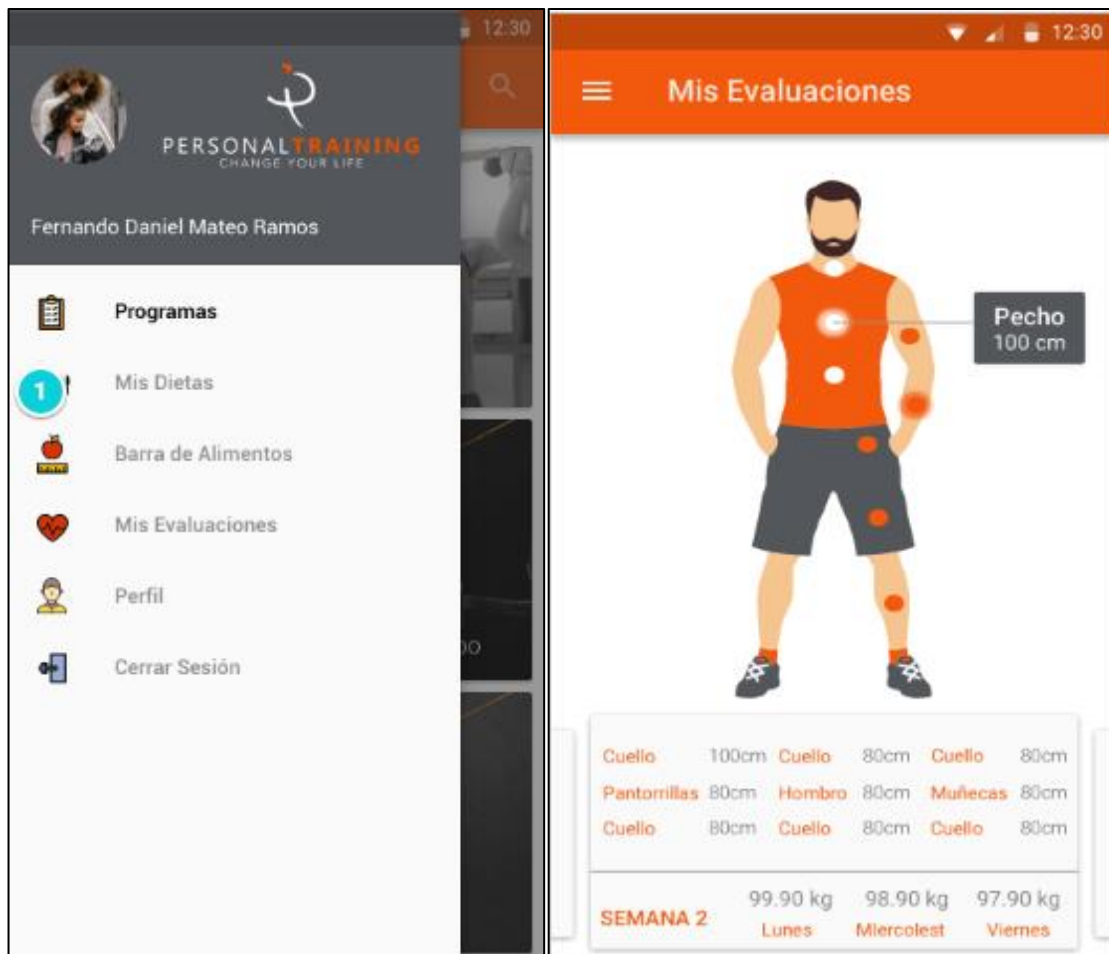 12:30
PERSONALTRAINING
CHANGE YOUR LIFE
Fernando Daniel Mateo Ramos
Programas
1 Mis Dietas
Barra de Alimentos
Mis Evaluaciones
Perfil
Cerrar Sesión
12:30
Mis Evaluaciones
Pecho
100 cm
Cuello 100cm Cuello 80cm Cuello 80cm
Pantorrillas 80cm Hombro 80cm Muñecas 80cm
Cuello 80cm Cuello 80cm Cuello 80cm
99.90 kg 98.90 kg 97.90 kg
SEMANA 2
Lunes MIercolest Viernes